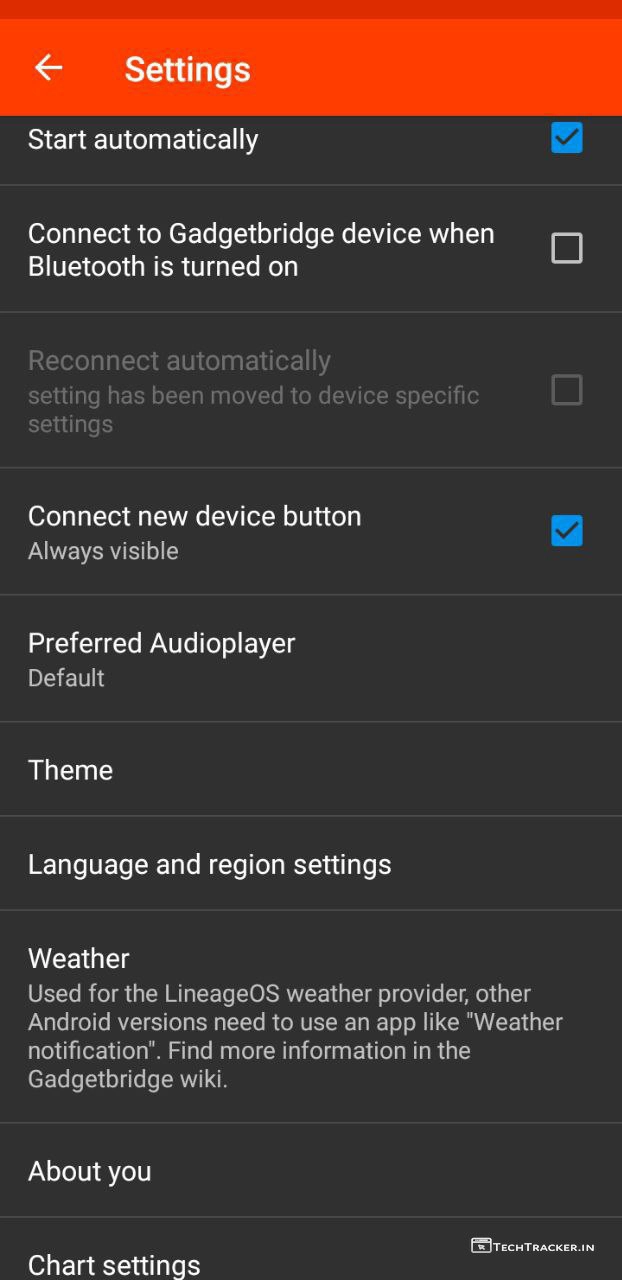 Settings
Start automatically
Connect to Gadgetbridge device when
Bluetooth is turned on
Reconnect automatically
setting has been moved to device specific
settings
Connect new device button
Always visible
Preferred Audioplayer
Default
Theme
Language and region settings
Weather
Used for the LineageOS weather provider, other
Android versions need to use an app like "Weather
notification". Find more information in the
Gadgetbridge wiki.
About you
Chart settings
TECHTRACKER.IN